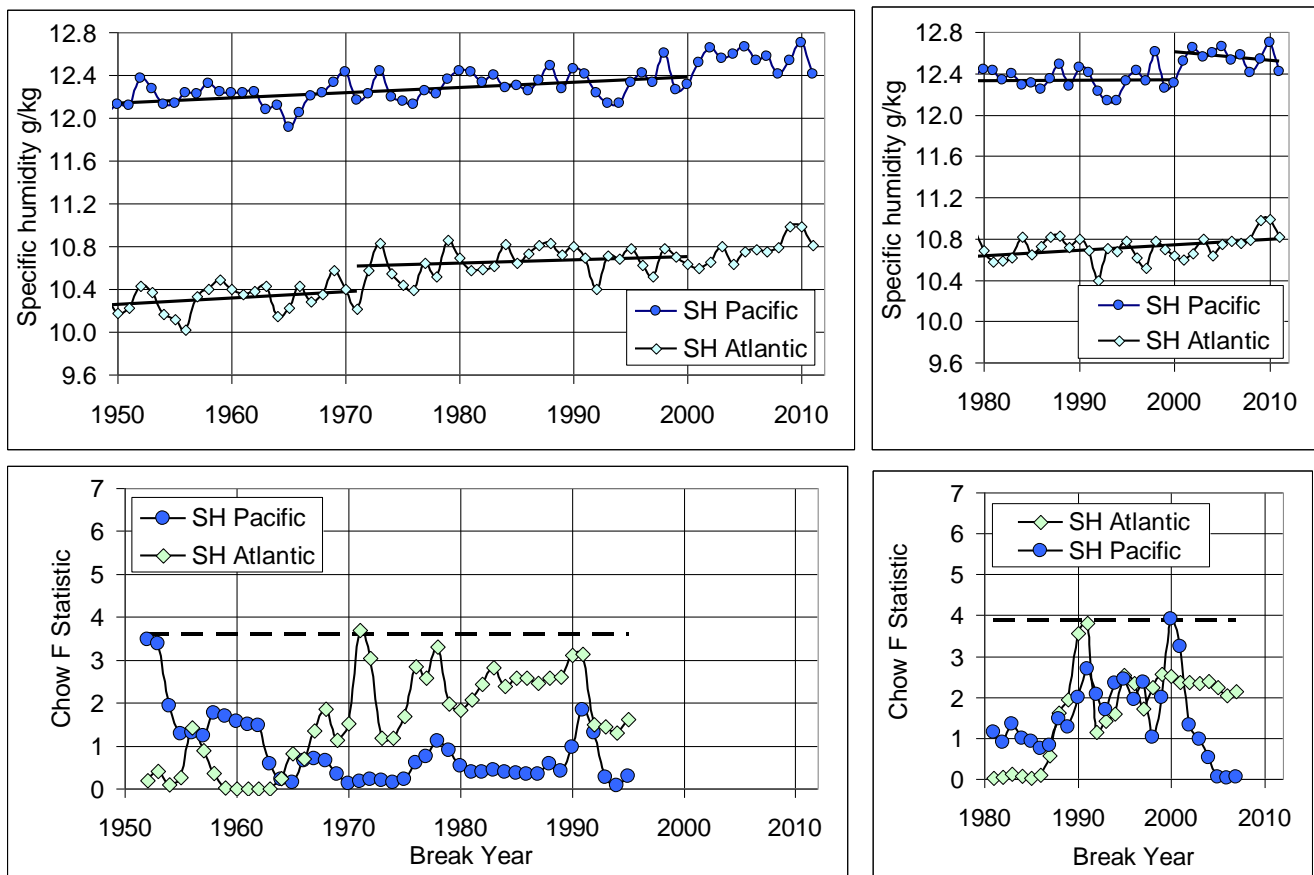 Specific humidity g/kg
12.8
12.4
12.0
11.6
11.2
10.8
10.4
10.0
9.6
1950 1960 1970 1980 1990 2000 2010
SH Pacific
SH Atlantic
Specific humidity g/kg
12.8
12.4
12.0
11.6
11.2
10.8
10.4
10.0
9.6
1980 1990 2000 2010
SH Pacific
SH Atlantic
Chow F Statistic
7
6
5
4
3
2
1
0
1950 1960 1970 1980 1990 2000 2010
Break Year
SH Pacific
SH Atlantic
Chow F Statistic
7
6
5
4
3
2
1
0
1980 1990 2000 2010
Break Year
SH Atlantic
SH Pacific